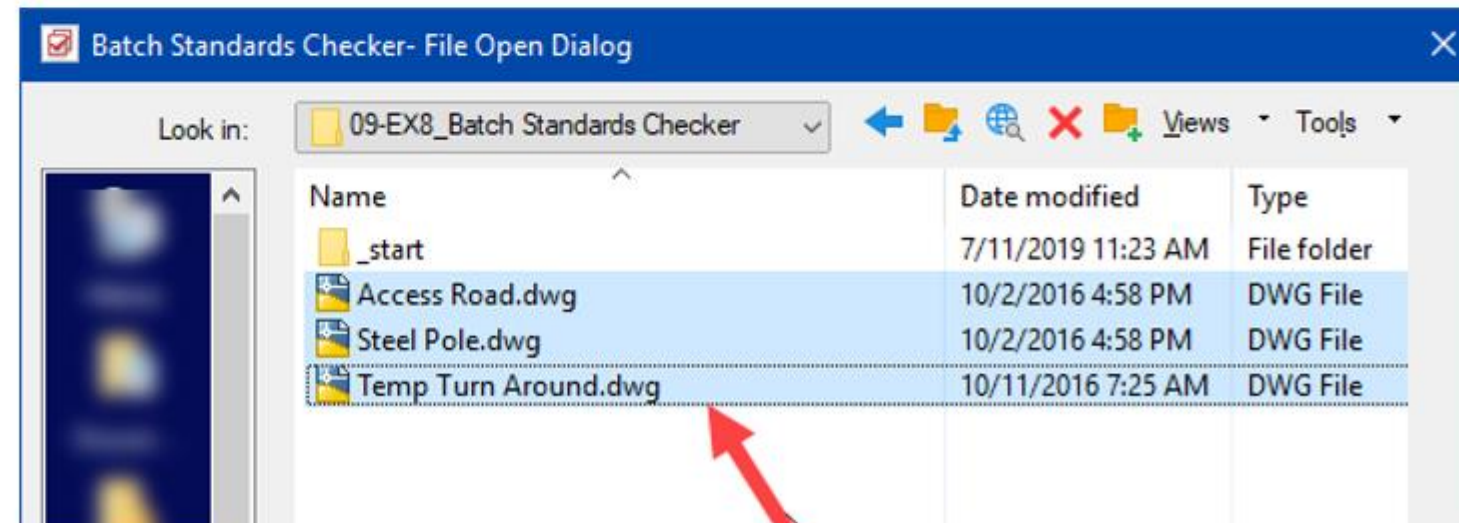 Batch Standards Checker- File Open Dialog
Look in: 09-EX8_Batch Standards Checker Views Tools
Name Date modified Type
_start 7/11/2019 11:23 AM File folder
Access Road.dwg 10/2/2016 4:58 PM DWG File
Steel Pole.dwg 10/2/2016 4:58 PM DWG File
Temp Turn Around.dwg 10/11/2016 7:25 AM DWG File